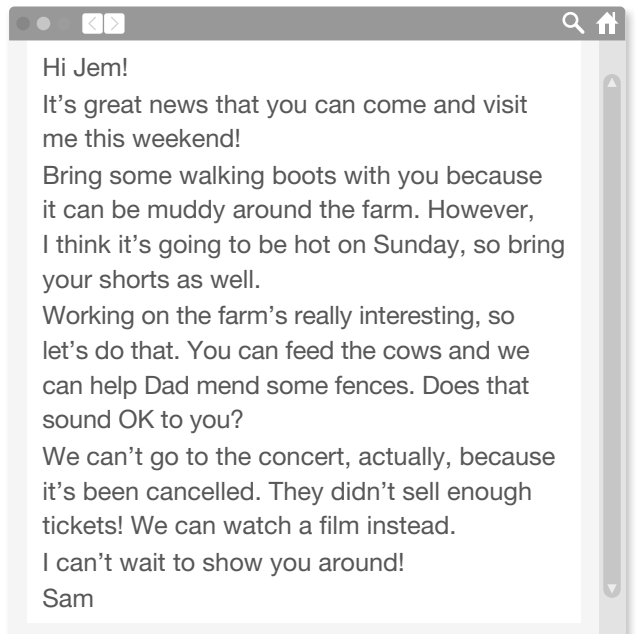 Hi Jem!
It’s great news that you can come and visit
me this weekend!
Bring some walking boots with you because
it can be muddy around the farm. However,
I think it’s going to be hot on Sunday, so bring
your shorts as well.
Working on the farm’s really interesting, so
let’s do that. You can feed the cows and we
can help Dad mend some fences. Does that
sound OK to you?
We can’t go to the concert, actually, because
it’s been cancelled. They didn’t sell enough
tickets! We can watch a film instead.
I can’t wait to show you around!
Sam